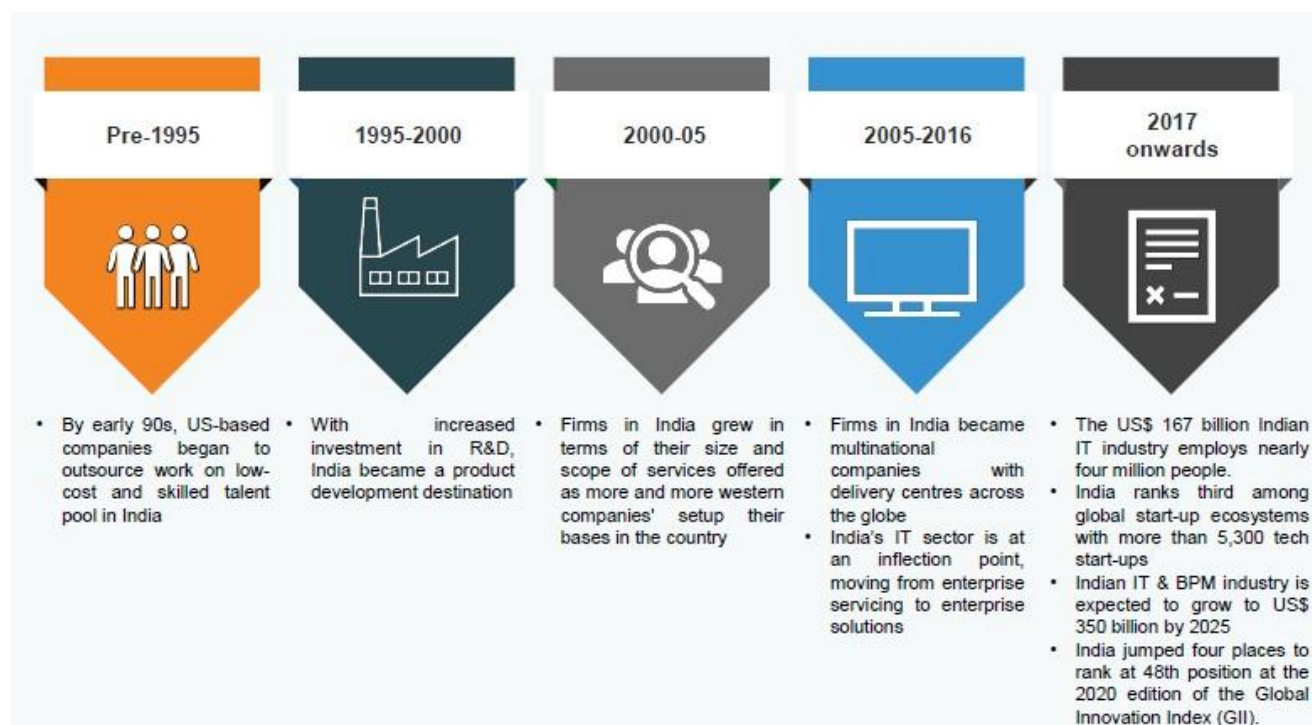 Pre-1995
1995-2000
2000-05
2005-2016
2017
onwards
• By early 90s, US-based
companies began to
outsource work on low-
cost and skilled talent
pool in India
• With increased
investment in R&D,
India became a product
development destination
• Firms in India grew in
terms of their size and
scope of services offered
as more and more western
companies' setup their
bases in the country
• Firms in India became
multinational
companies with
delivery centres across
the globe
• India's IT sector is at
an inflection point,
moving from enterprise
servicing to enterprise
solutions
• The US$ 167 billion Indian
IT industry employs nearly
four million people.
• India ranks third among
global start-up ecosystems
with more than 5,300 tech
start-ups
• Indian IT & BPM industry is
expected to grow to US$
350 billion by 2025
• India jumped four places to
rank at 48th position at the
2020 edition of the Global
Innovation Index (GII).